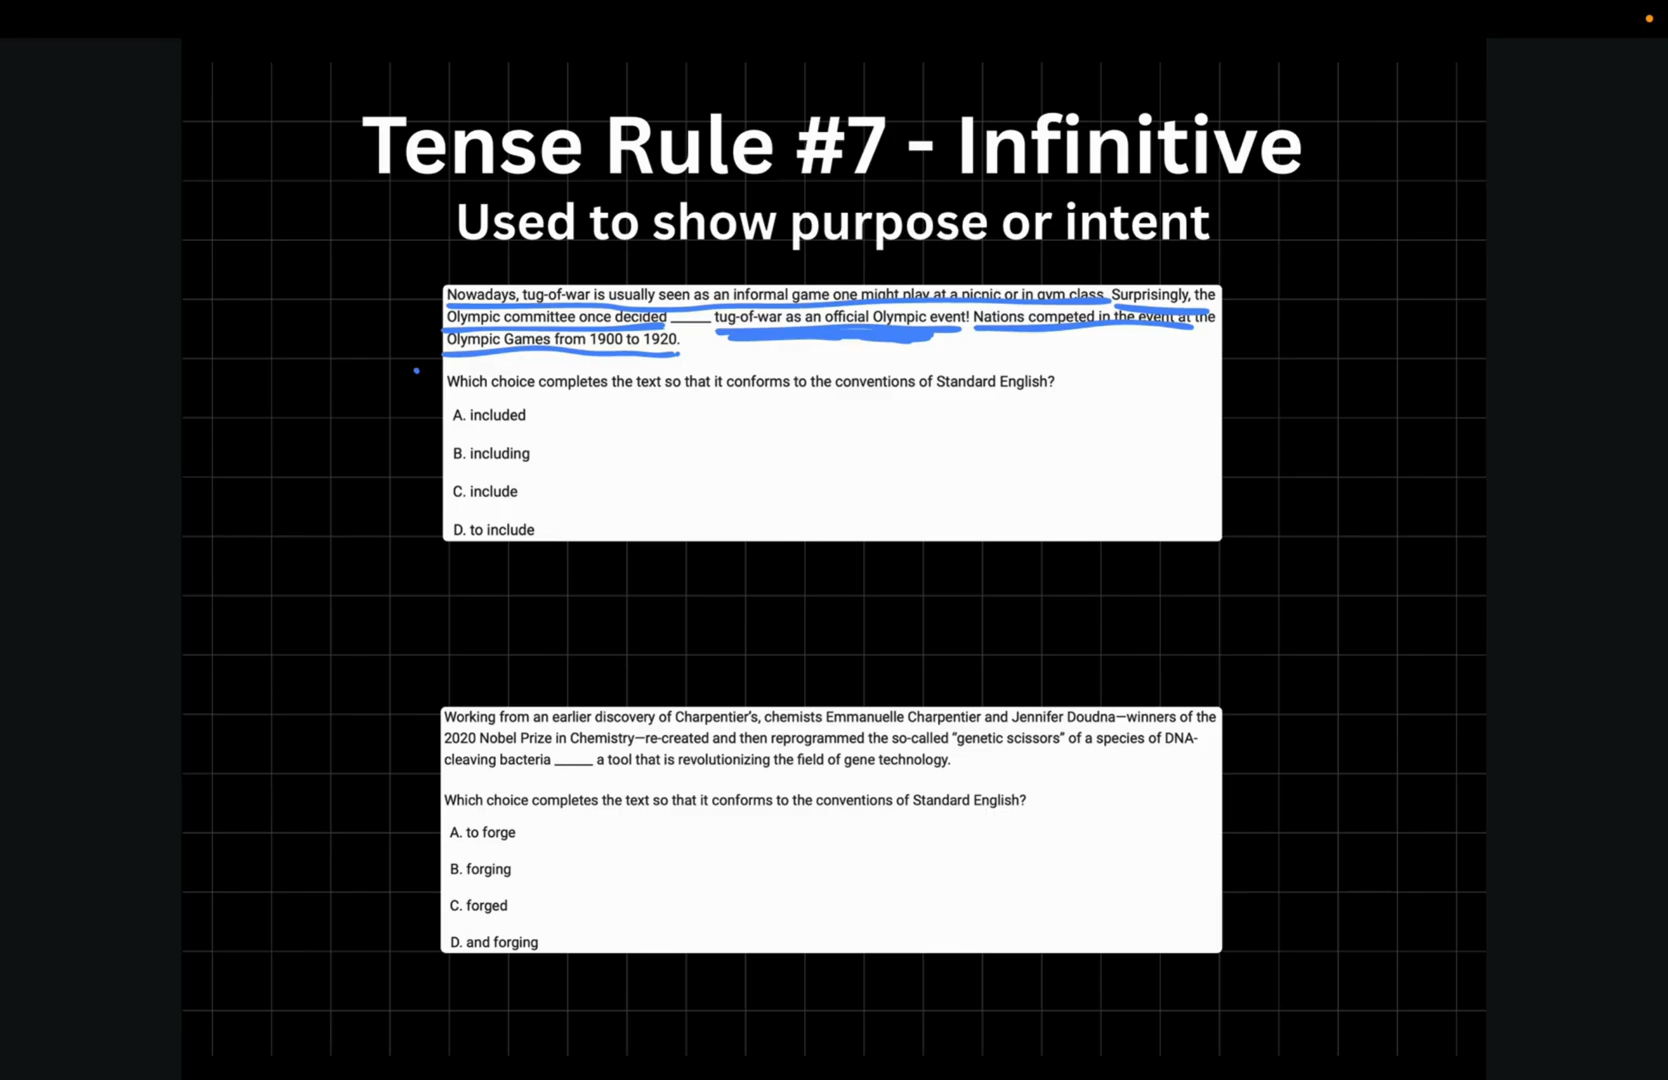 Tense Rule #7 - Infinitive
Used to show purpose or intent
Nowadays, tug-of-war is usually seen as an informal game one might play at a picnic or in gym class. Surprisingly, the
Olympic committee once decided _____ tug-of-war as an official Olympic event! Nations competed in the event at the
Olympic Games from 1900 to 1920.
Which choice completes the text so that it conforms to the conventions of Standard English?
A. included
B. including
C. include
D. to include
Working from an earlier discovery of Charpentier’s, chemists Emmanuelle Charpentier and Jennifer Doudna—winners of the
2020 Nobel Prize in Chemistry—re-created and then reprogrammed the so-called “genetic scissors” of a species of DNA-
cleaving bacteria _____ a tool that is revolutionizing the field of gene technology.
Which choice completes the text so that it conforms to the conventions of Standard English?
A. to forge
B. forging
C. forged
D. and forging